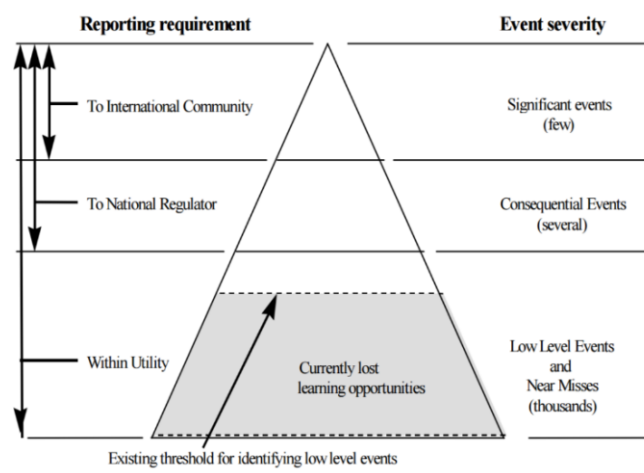 Reporting requirement
Event severity
To International Community
Significant events
(few)
To National Regulator
Consequential Events
(several)
Within Utility
Currently lost
learning opportunities
Low Level Events
and
Near Misses
(thousands)
Existing threshold for identifying low level events